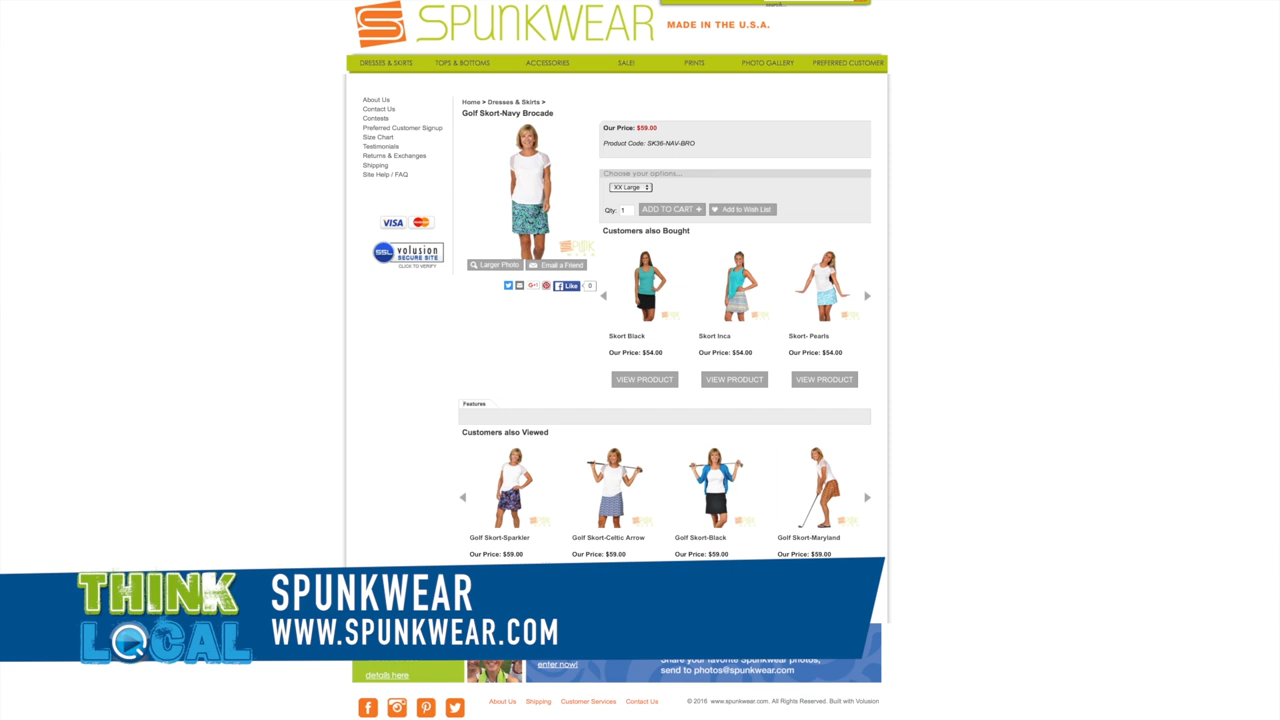 SPUNKWEAR
MADE IN THE U.S.A.
DRESSES & SKIRTS TOPS & BOTTOMS ACCESSORIES SALE! PRINTS PHOTO GALLERY PREFERRED CUSTOMER
About Us
Contact Us
Contests
Preferred Customer Signup
Size Chart
Testimonials
Returns & Exchanges
Shipping
Site Help / FAQ
VISA MasterCard
SSL volusion
SECURE SITE
CLICK TO VERIFY
Home > Dresses & Skirts >
Golf Skort-Navy Brocade
SPUNK
WEAR
Larger Photo Email a Friend
G+1 Like 0
Our Price: $59.00
Product Code: SK36-NAV-BRO
Choose your options...
XX Large
Qty: 1 ADD TO CART + Add to Wish List
Customers also Bought
Skort Black Skort Inca Skort- Pearls
Our Price: $54.00 Our Price: $54.00 Our Price: $54.00
VIEW PRODUCT VIEW PRODUCT VIEW PRODUCT
Features
Customers also Viewed
Golf Skort-Sparkler Golf Skort-Celtic Arrow Golf Skort-Black Golf Skort-Maryland
Our Price: $59.00 Our Price: $59.00 Our Price: $59.00 Our Price: $59.00
THINK
LOCAL
SPUNKWEAR
WWW.SPUNKWEAR.COM
details here
enter now!
Share your favorite Spunkwear photos,
send to photos@spunkwear.com
About Us Shipping Customer Services Contact Us
© 2016 www.spunkwear.com. All Rights Reserved. Built with Volusion